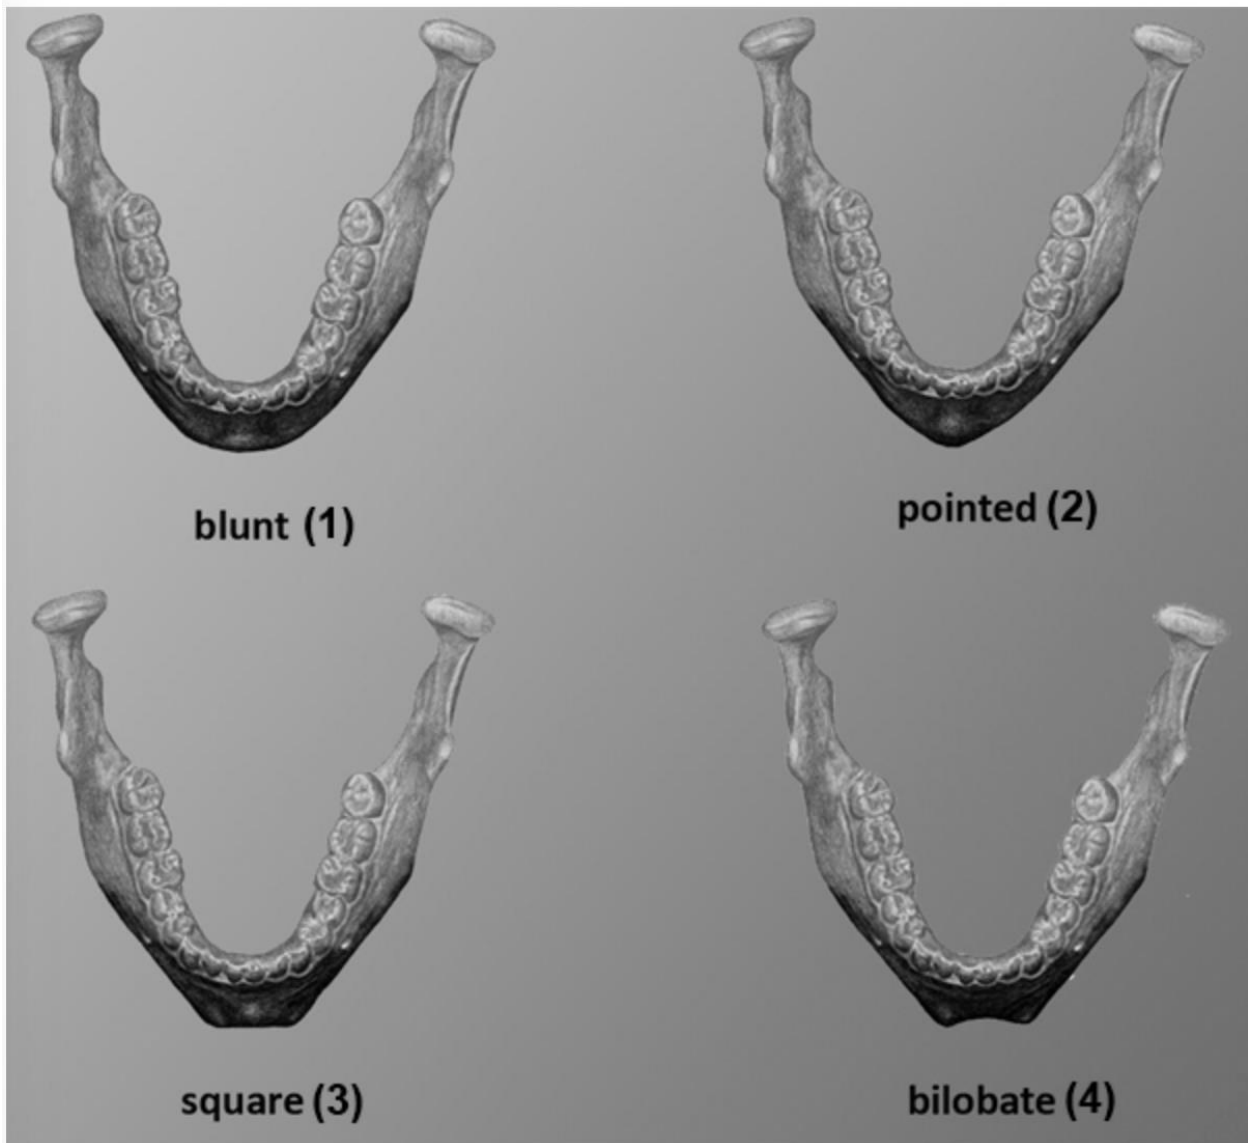 blunt (1)
pointed (2)
square (3)
bilobate (4)